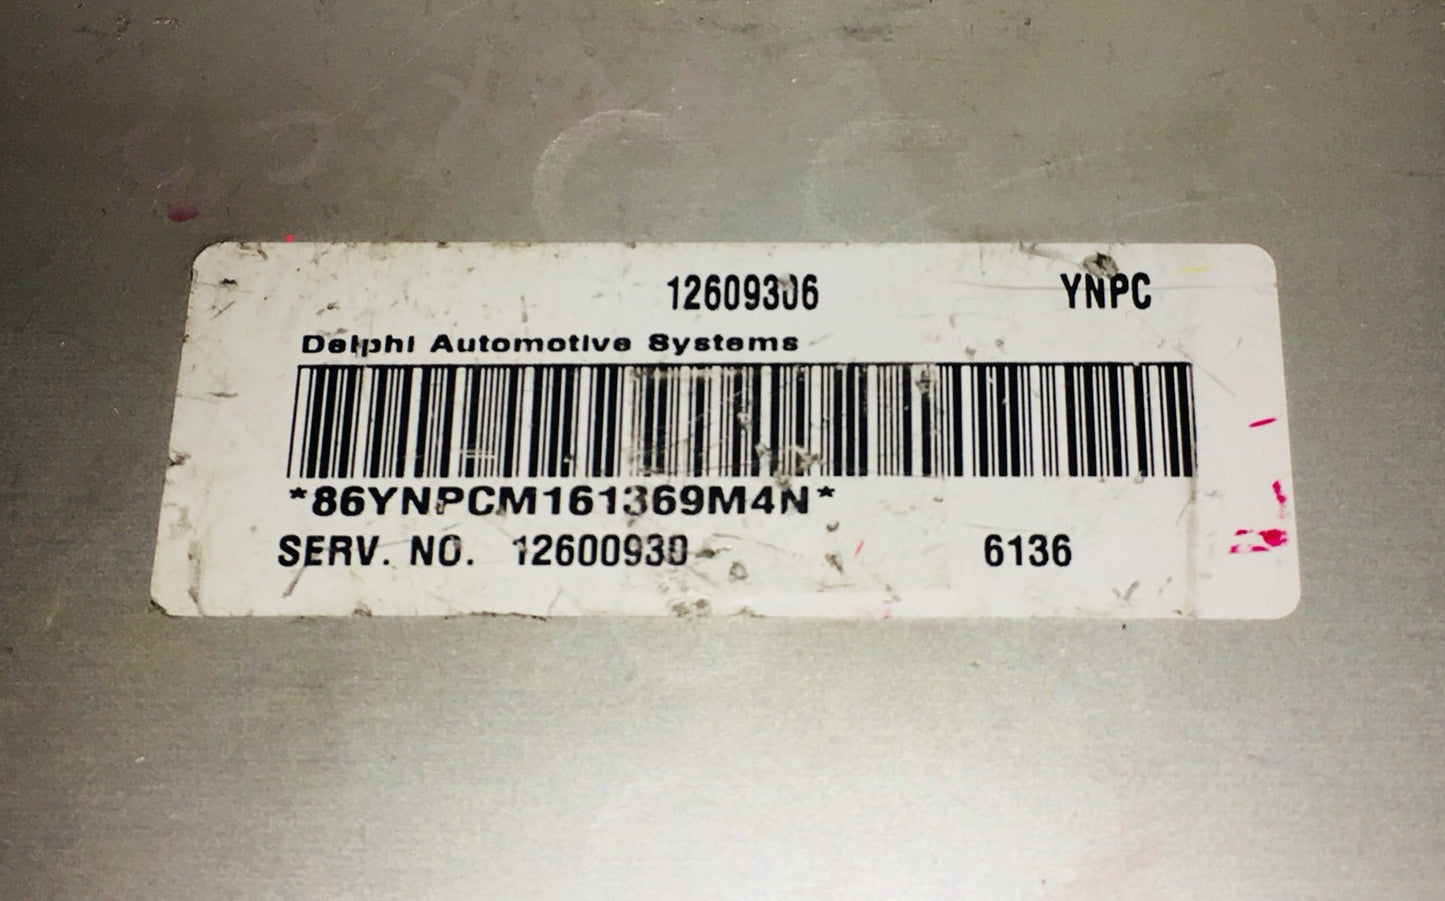 12609306 YNPC
Delphi Automotive Systems
*86YNPCM161369M4N*
SERV. NO. 12600930 6136